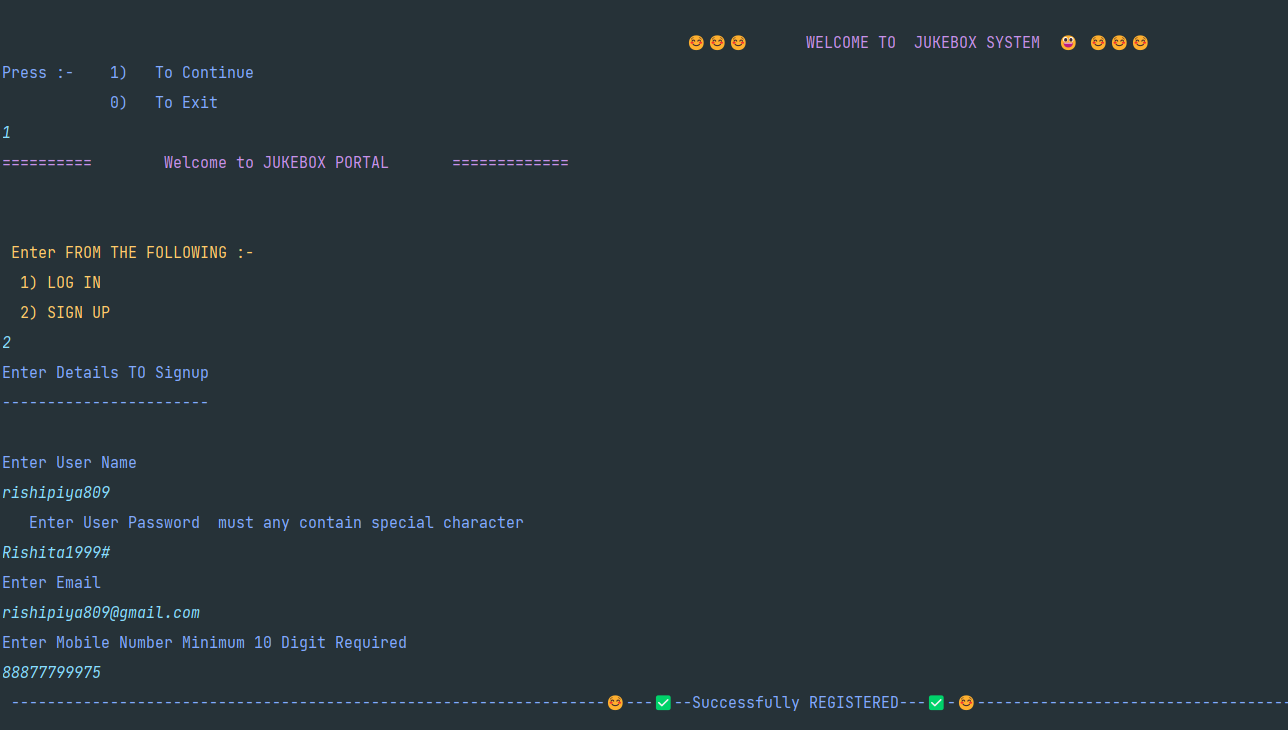 😊😊😊 WELCOME TO JUKEBOX SYSTEM 😃 😊😊😊
Press :- 1) To Continue
0) To Exit
1
========== Welcome to JUKEBOX PORTAL =============
Enter FROM THE FOLLOWING :-
1) LOG IN
2) SIGN UP
2
Enter Details TO Signup
-----------------------
Enter User Name
rishipiya809
Enter User Password must any contain special character
Rishita1999#
Enter Email
rishipiya809@gmail.com
Enter Mobile Number Minimum 10 Digit Required
88877799975
------------------------------------------------------------------😊---✅--Successfully REGISTERED---✅-😊-----------------------------------